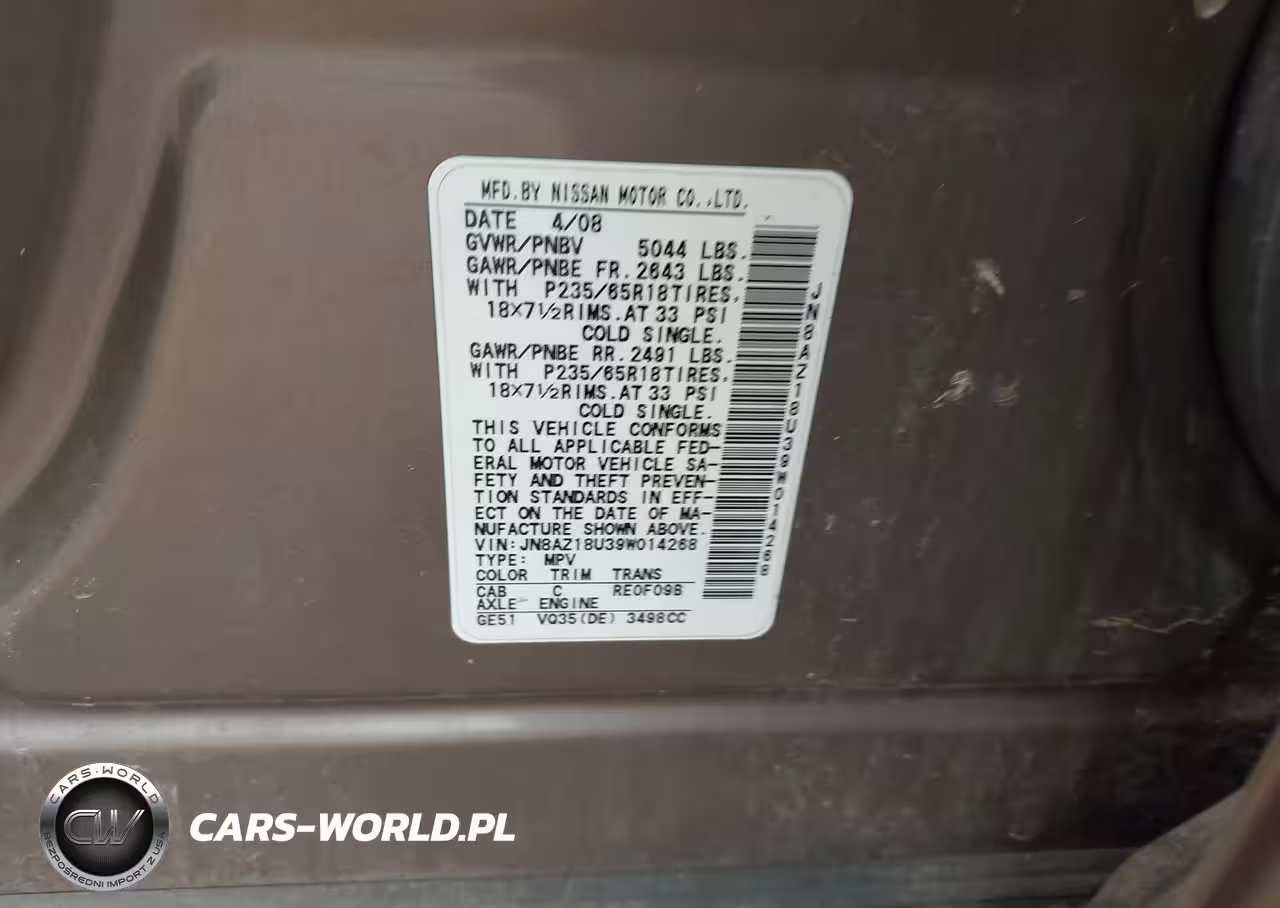 MFD.BY NISSAN MOTOR CO.,LTD.
DATE 4/08
GVWR/PNBV 5044 LBS.
GAWR/PNBE FR. 2643 LBS.
WITH P235/65R18TIRES.
18X7½RIMS.AT 33 PSI
COLD SINGLE.
GAWR/PNBE RR. 2491 LBS.
WITH P235/65R18TIRES.
18X7½RIMS.AT 33 PSI
COLD SINGLE.
THIS VEHICLE CONFORMS
TO ALL APPLICABLE FED-
ERAL MOTOR VEHICLE SA-
FETY AND THEFT PREVEN-
TION STANDARDS IN EFF-
ECT ON THE DATE OF MA-
NUFACTURE SHOWN ABOVE.
VIN:JN8AZ18U39W014268
TYPE: MPV
COLOR TRIM TRANS
CAB C RE0F09B
AXLE ENGINE
GE51 VQ35(DE) 3498CC
JN8AZ18U39W014268
CARS-WORLD
CW
BEZPOŚREDNI IMPORT Z USA
CARS-WORLD.PL